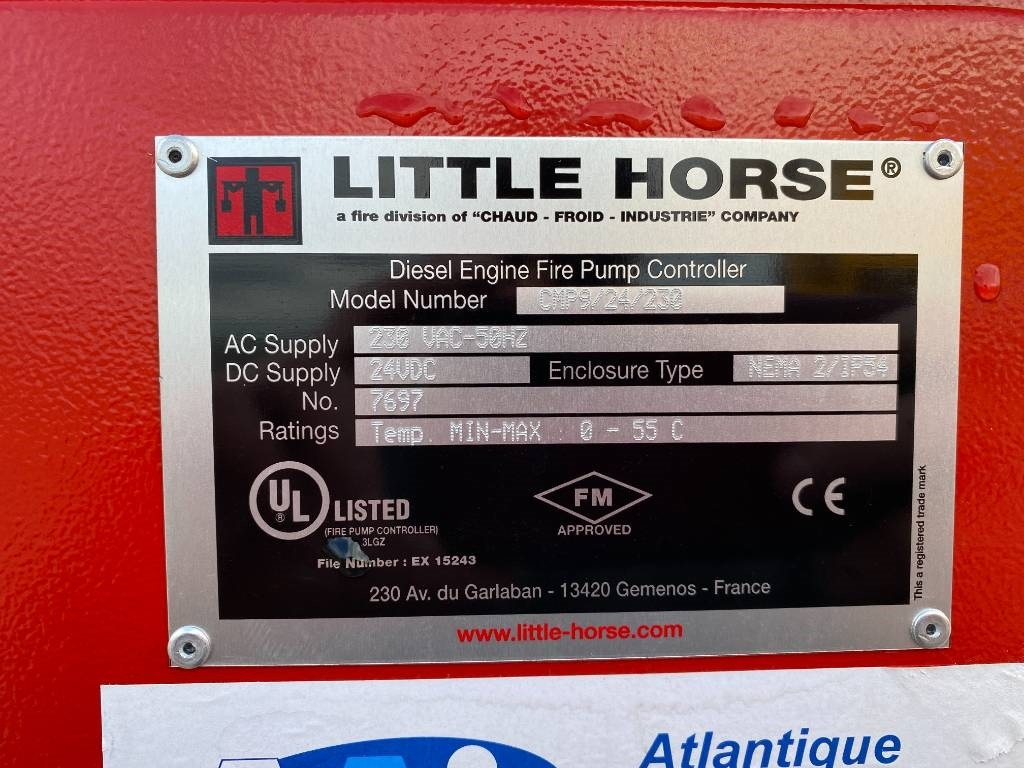 LITTLE HORSE®
a fire division of "CHAUD - FROID - INDUSTRIE" COMPANY
Diesel Engine Fire Pump Controller
Model Number CMP9/24/230
AC Supply 230 VAC-50HZ
DC Supply 24VDC Enclosure Type NEMA 2/IP54
No. 7697
Ratings Temp. MIN-MAX : 0 - 55 C
UL® LISTED
(FIRE PUMP CONTROLLER)
3LGZ
File Number : EX 15243
FM
APPROVED
CE
This a registered trade mark
230 Av. du Garlaban - 13420 Gemenos - France
www.little-horse.com
Atlantique